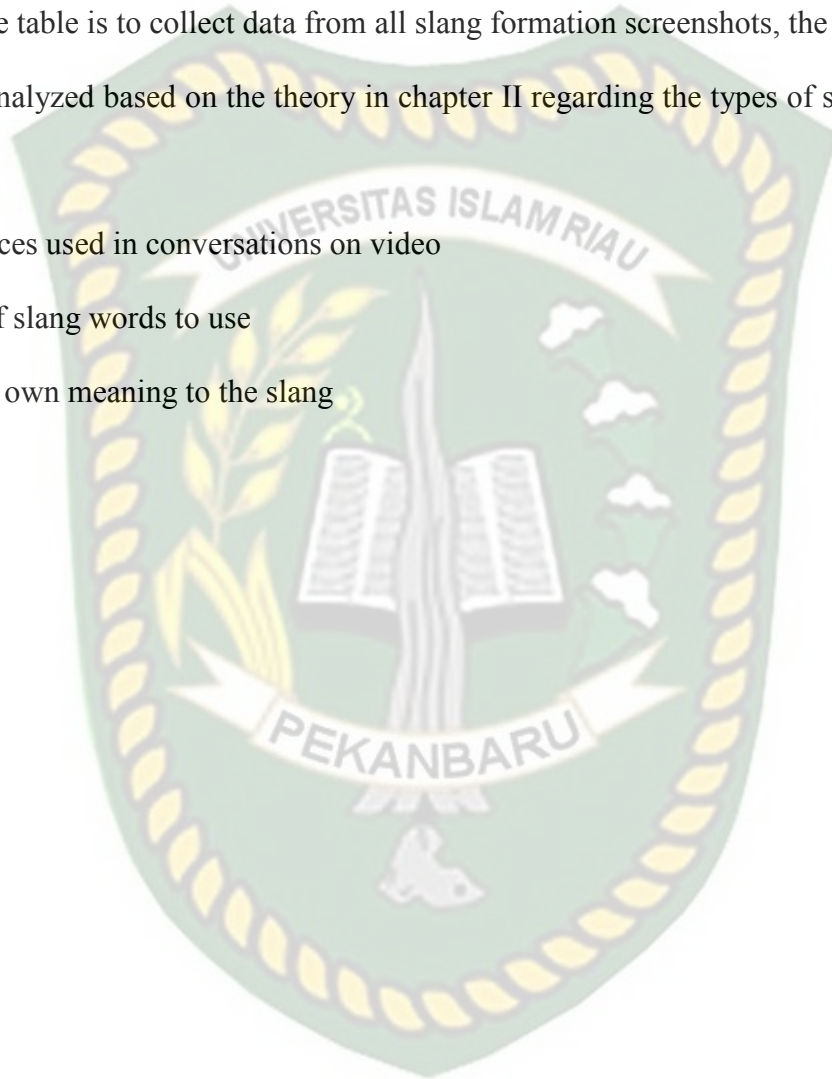 e table is to collect data from all slang formation screenshots, the
nalyzed based on the theory in chapter II regarding the types of s
UNIVERSITAS ISLAM RIAU
ces used in conversations on video
f slang words to use
own meaning to the slang
PEKANBARU